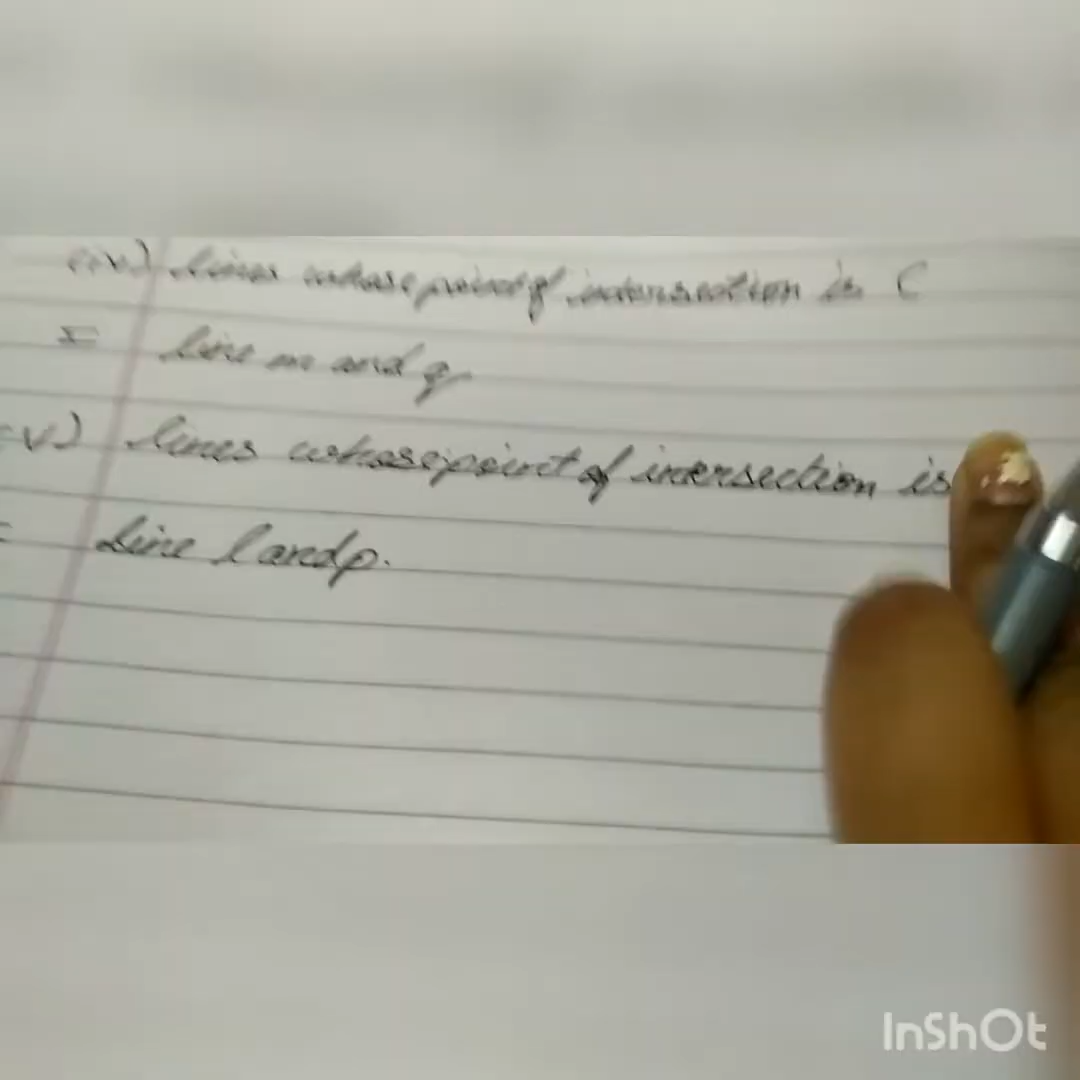 (iv) lines whose point of intersection is C
= line m and q
(v) lines whose point of intersection is
= line l and p.
InShOt